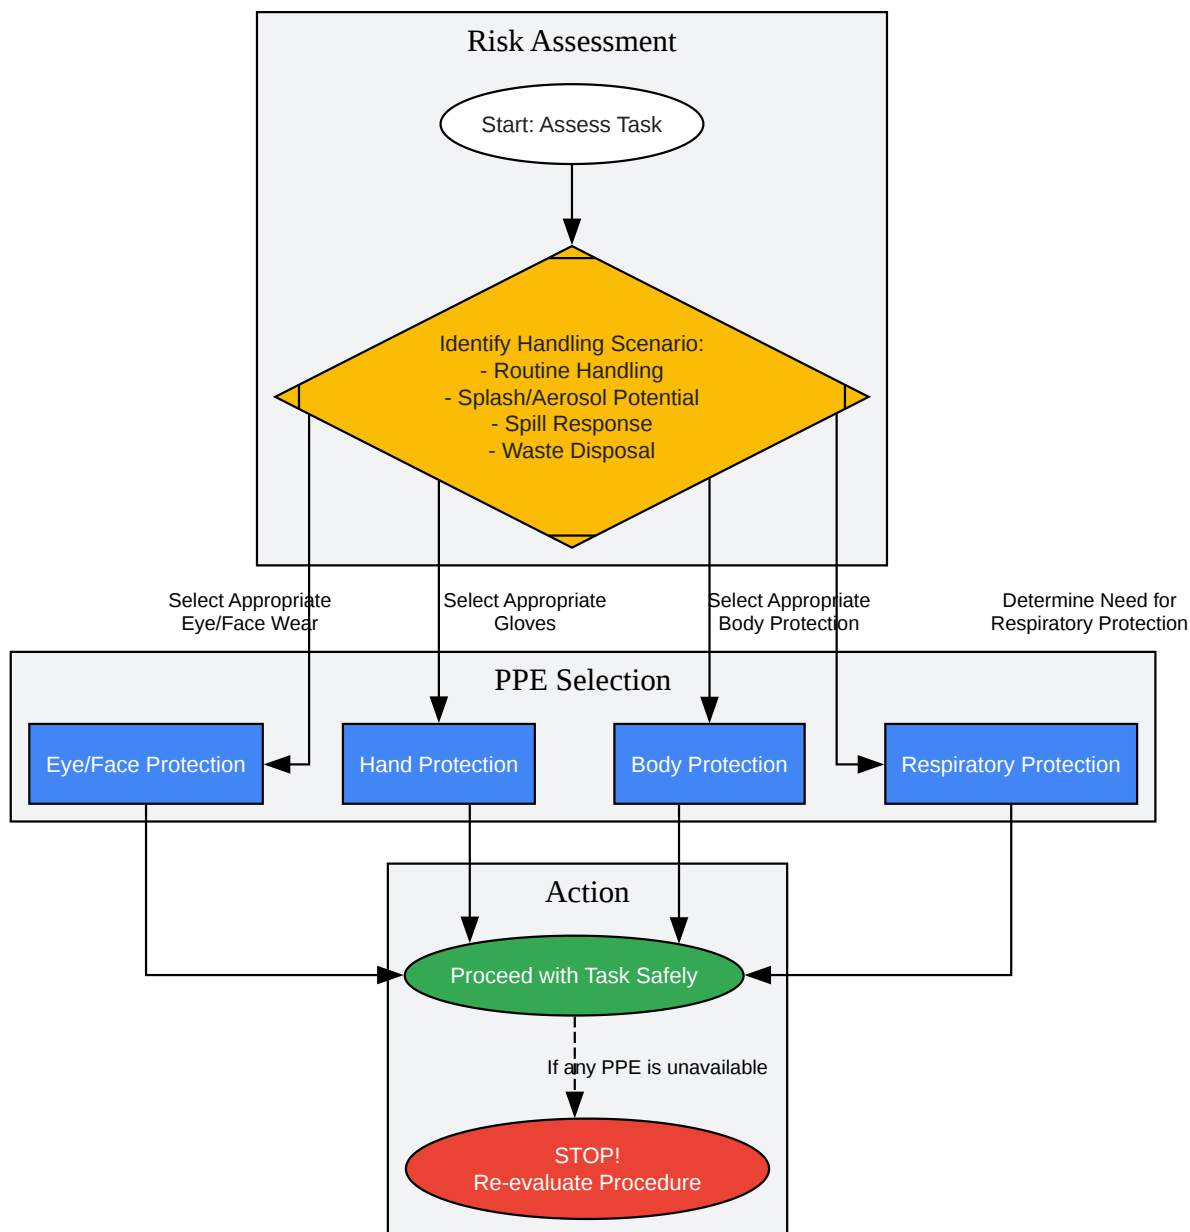 Risk Assessment
Start: Assess Task
Identify Handling Scenario:
- Routine Handling
- Splash/Aerosol Potential
- Spill Response
- Waste Disposal
Select Appropriate
Eye/Face Wear
Select Appropriate
Gloves
Select Appropriate
Body Protection
Determine Need for
Respiratory Protection
PPE Selection
Eye/Face Protection
Hand Protection
Body Protection
Respiratory Protection
Action
Proceed with Task Safely
If any PPE is unavailable
STOP!
Re-evaluate Procedure